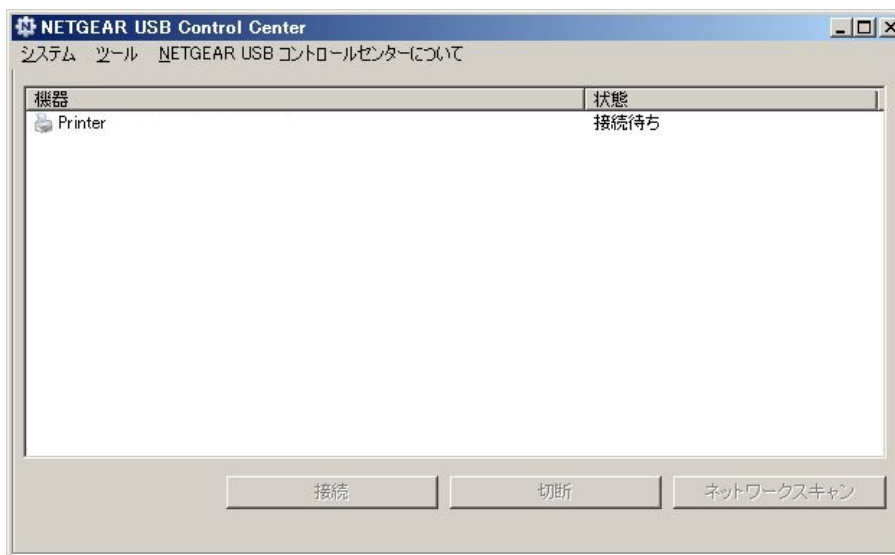 NETGEAR USB Control Center
システム ツール NETGEAR USB コントロールセンターについて
機器 状態
Printer 接続待ち
接続 切断 ネットワークスキャン